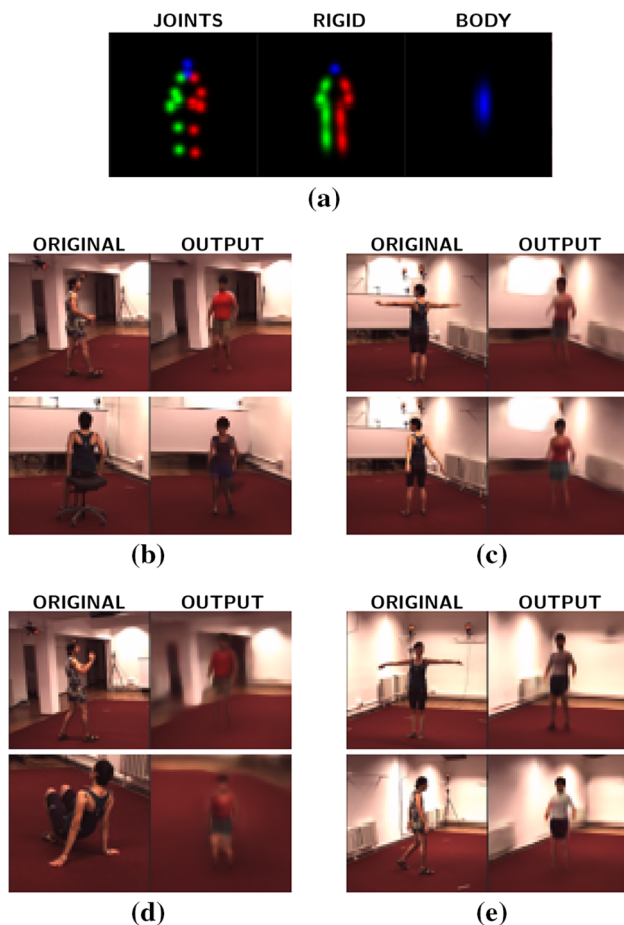 JOINTS RIGID BODY
(a)
ORIGINAL OUTPUT ORIGINAL OUTPUT
(b) (c)
ORIGINAL OUTPUT ORIGINAL OUTPUT
(d) (e)